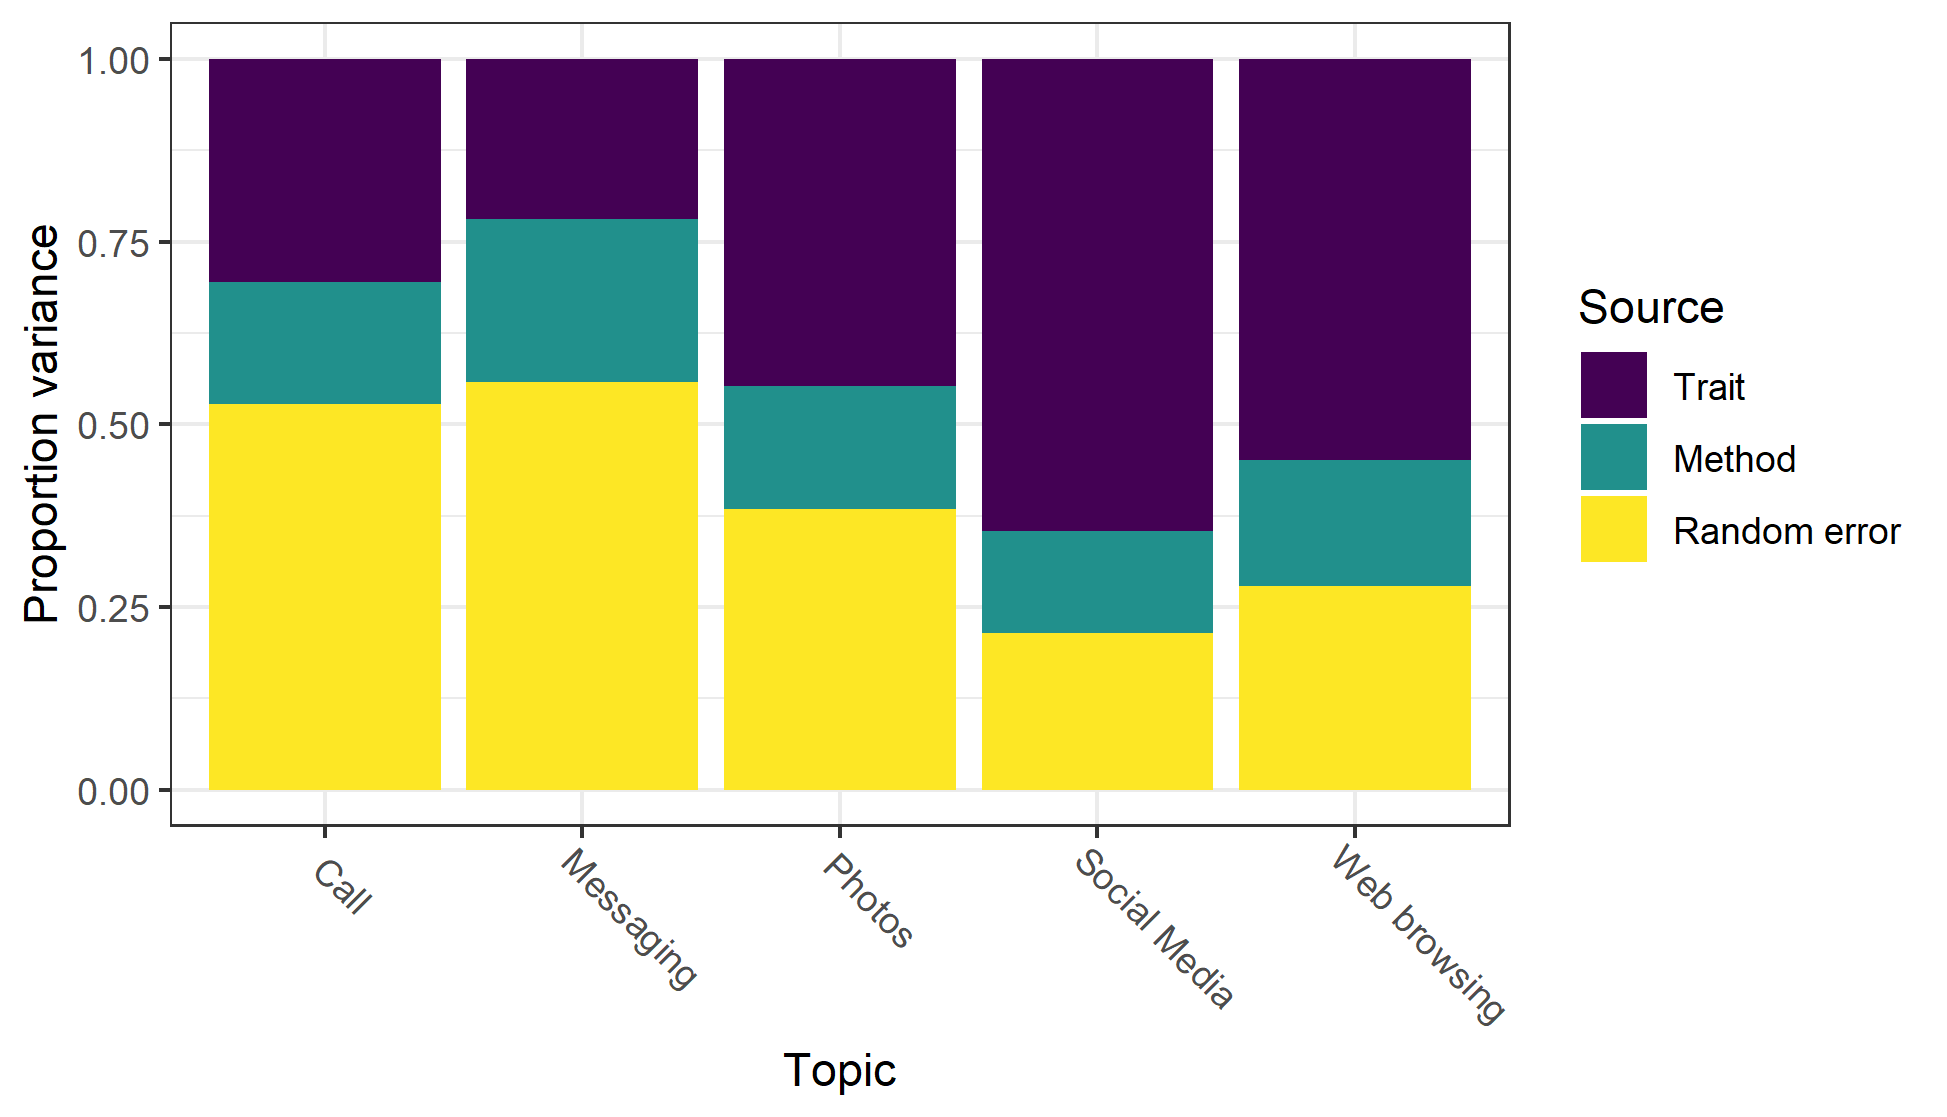 Proportion variance
1.00
0.75
0.50
0.25
0.00
Call
Messaging
Photos
Social Media
Web browsing
Topic
Source
Trait
Method
Random error